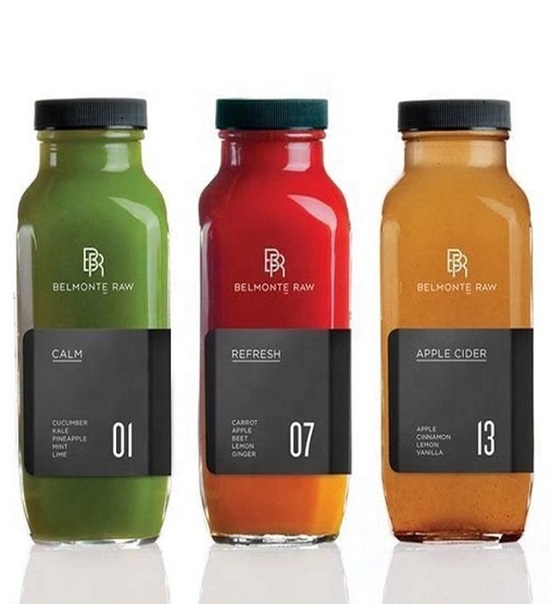 BR
BELMONTE RAW
CALM
CUCUMBER
KALE
PINEAPPLE
MINT
LIME
01
BR
BELMONTE RAW
REFRESH
CARROT
APPLE
BEET
LEMON
GINGER
07
BR
BELMONTE RAW
APPLE CIDER
APPLE
CINNAMON
LEMON
VANILLA
13